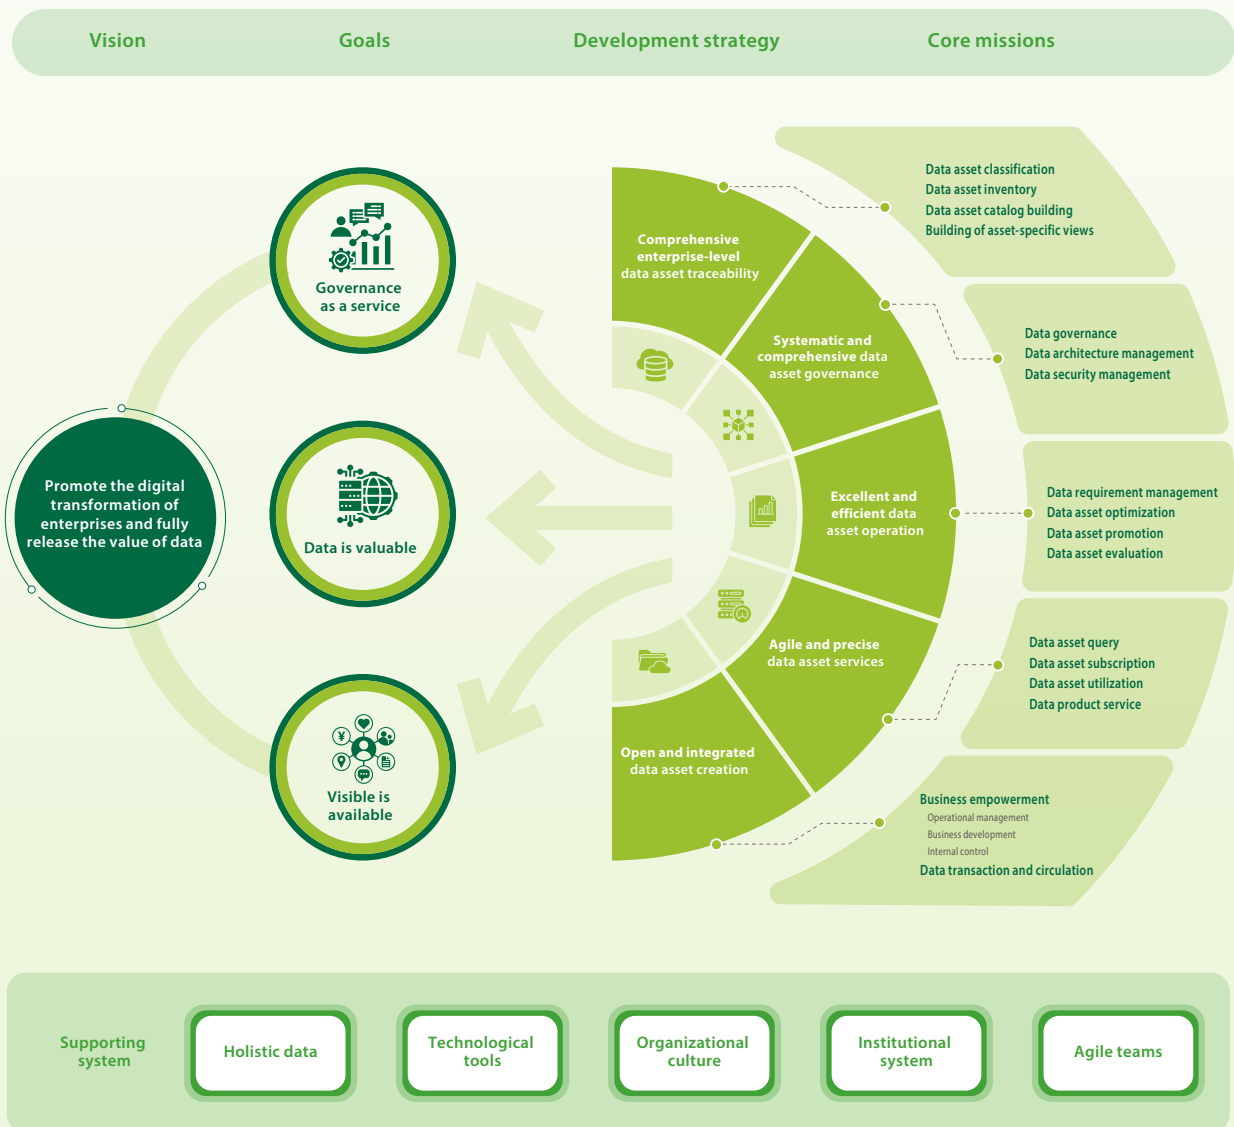 Vision
Goals
Development strategy
Core missions
Promote the digital
transformation of
enterprises and fully
release the value of data
Governance
as a service
Data is valuable
Visible is
available
Comprehensive
enterprise-level
data asset traceability
Systematic and
comprehensive data
asset governance
Excellent and
efficient data
asset operation
Agile and precise
data asset services
Open and integrated
data asset creation
Data asset classification
Data asset inventory
Data asset catalog building
Building of asset-specific views
Data governance
Data architecture management
Data security management
Data requirement management
Data asset optimization
Data asset promotion
Data asset evaluation
Data asset query
Data asset subscription
Data asset utilization
Data product service
Business empowerment
Operational management
Business development
Internal control
Data transaction and circulation
Supporting
system
Holistic data
Technological
tools
Organizational
culture
Institutional
system
Agile teams